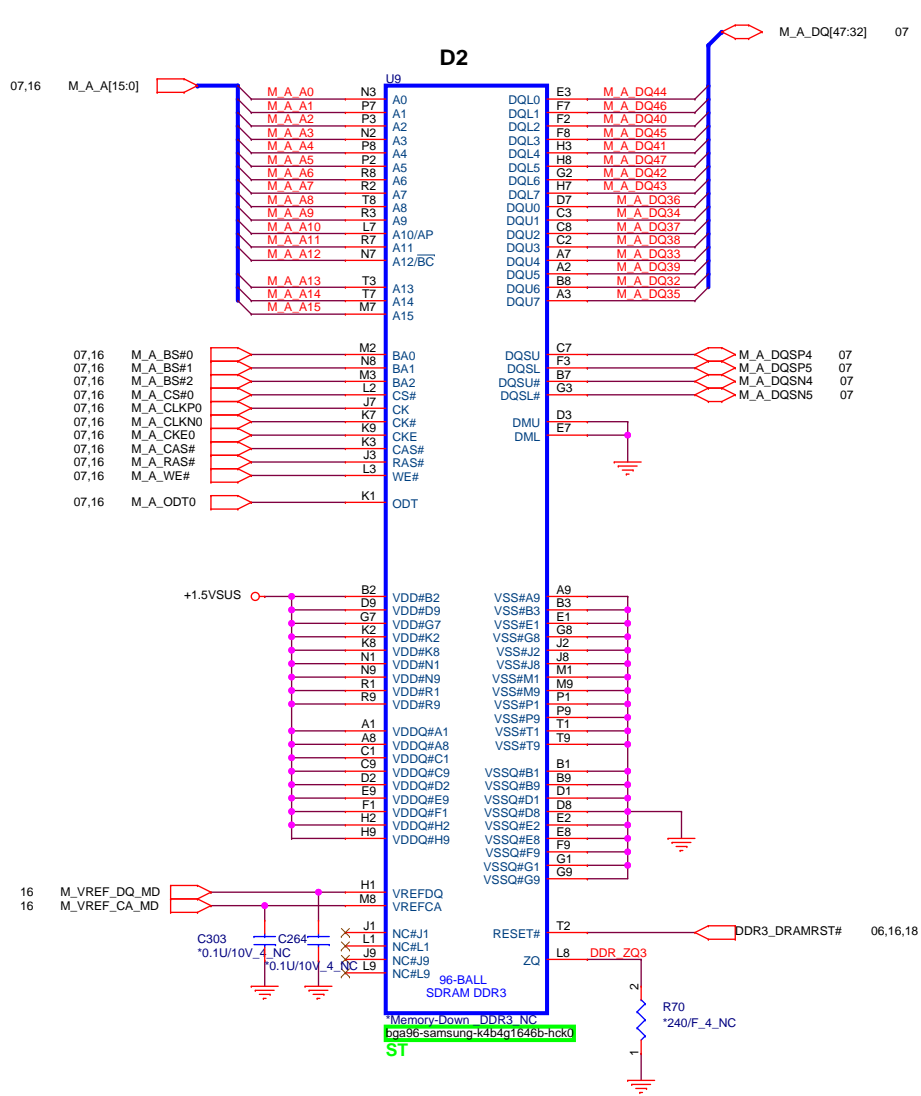 M_A_DQ[47:32] 07
D2
07,16 M_A_A[15:0]
U9
M_A_A0 N3 A0 DQL0 E3 M_A_DQ44
M_A_A1 P7 A1 DQL1 F7 M_A_DQ46
M_A_A2 P3 A2 DQL2 F2 M_A_DQ40
M_A_A3 N2 A3 DQL3 F8 M_A_DQ45
M_A_A4 P8 A4 DQL4 H3 M_A_DQ41
M_A_A5 P2 A5 DQL5 H8 M_A_DQ47
M_A_A6 R8 A6 DQL6 G2 M_A_DQ42
M_A_A7 R2 A7 DQL7 H7 M_A_DQ43
M_A_A8 T8 A8 DQU0 D7 M_A_DQ36
M_A_A9 R3 A9 DQU1 C3 M_A_DQ34
M_A_A10 L7 A10/AP DQU2 C8 M_A_DQ37
M_A_A11 R7 A11 DQU3 C2 M_A_DQ38
M_A_A12 N7 A12/BC DQU4 A7 M_A_DQ33
DQU5 A2 M_A_DQ39
M_A_A13 T3 A13 DQU6 B8 M_A_DQ32
M_A_A14 T7 A14 DQU7 A3 M_A_DQ35
M_A_A15 M7 A15
07,16 M_A_BS#0 M2 BA0 DQSU C7 M_A_DQSP4 07
07,16 M_A_BS#1 N8 BA1 DQSL F3 M_A_DQSP5 07
07,16 M_A_BS#2 M3 BA2 DQSU# B7 M_A_DQSN4 07
07,16 M_A_CS#0 L2 CS# DQSL# G3 M_A_DQSN5 07
07,16 M_A_CLKP0 J7 CK
07,16 M_A_CLKN0 K7 CK# DMU D3
07,16 M_A_CKE0 K9 CKE DML E7
07,16 M_A_CAS# K3 CAS#
07,16 M_A_RAS# J3 RAS#
07,16 M_A_WE# L3 WE#
07,16 M_A_ODT0 K1 ODT
+1.5VSUS B2 VDD#B2 VSS#A9 A9
D9 VDD#D9 VSS#B3 B3
G7 VDD#G7 VSS#E1 E1
K2 VDD#K2 VSS#G8 G8
K8 VDD#K8 VSS#J2 J2
N1 VDD#N1 VSS#J8 J8
N9 VDD#N9 VSS#M1 M1
R1 VDD#R1 VSS#M9 M9
R9 VDD#R9 VSS#P1 P1
VSS#P9 P9
A1 VDDQ#A1 VSS#T1 T1
A8 VDDQ#A8 VSS#T9 T9
C1 VDDQ#C1
C9 VDDQ#C9 VSSQ#B1 B1
D2 VDDQ#D2 VSSQ#B9 B9
E9 VDDQ#E9 VSSQ#D1 D1
F1 VDDQ#F1 VSSQ#D8 D8
H2 VDDQ#H2 VSSQ#E2 E2
H9 VDDQ#H9 VSSQ#E8 E8
VSSQ#F9 F9
VSSQ#G1 G1
VSSQ#G9 G9
16 M_VREF_DQ_MD H1 VREFDQ
16 M_VREF_CA_MD M8 VREFCA
J1 NC#J1 RESET# T2 DDR3_DRAMRST# 06,16,18
C303 C264 L1 NC#L1
*0.1U/10V_4_NC J9 NC#J9 ZQ L8 DDR_ZQ3
*0.1U/10V_4_NC L9 NC#L9
96-BALL
SDRAM DDR3
2
R70
*240/F_4_NC
1
*Memory-Down_DDR3_NC
bga96-samsung-k4b4g1646b-hck0
ST